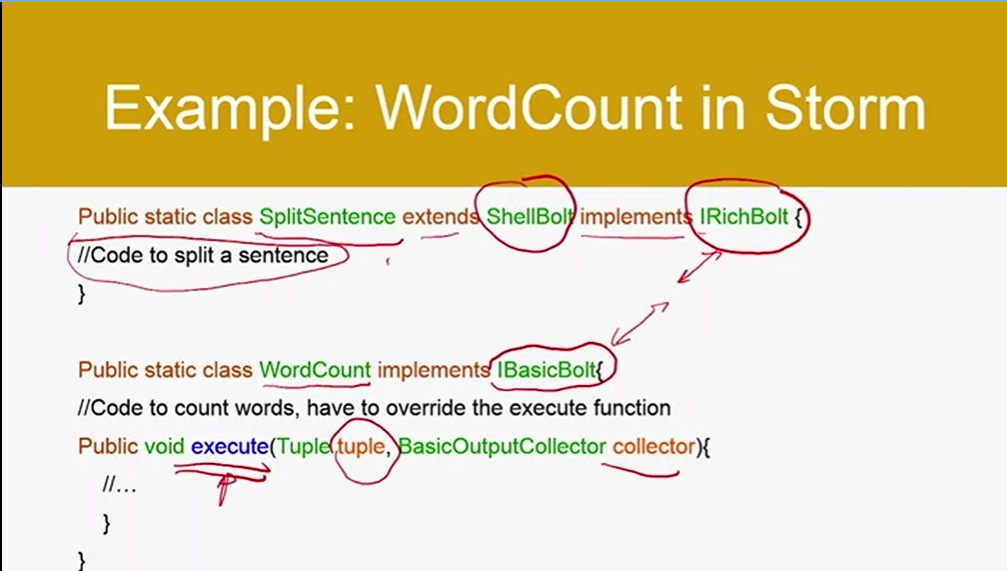 Example: WordCount in Storm
Public static class SplitSentence extends ShellBolt implements IRichBolt {
//Code to split a sentence
}
Public static class WordCount implements IBasicBolt{
//Code to count words, have to override the execute function
Public void execute(Tuple tuple, BasicOutputCollector collector){
//...
}
}